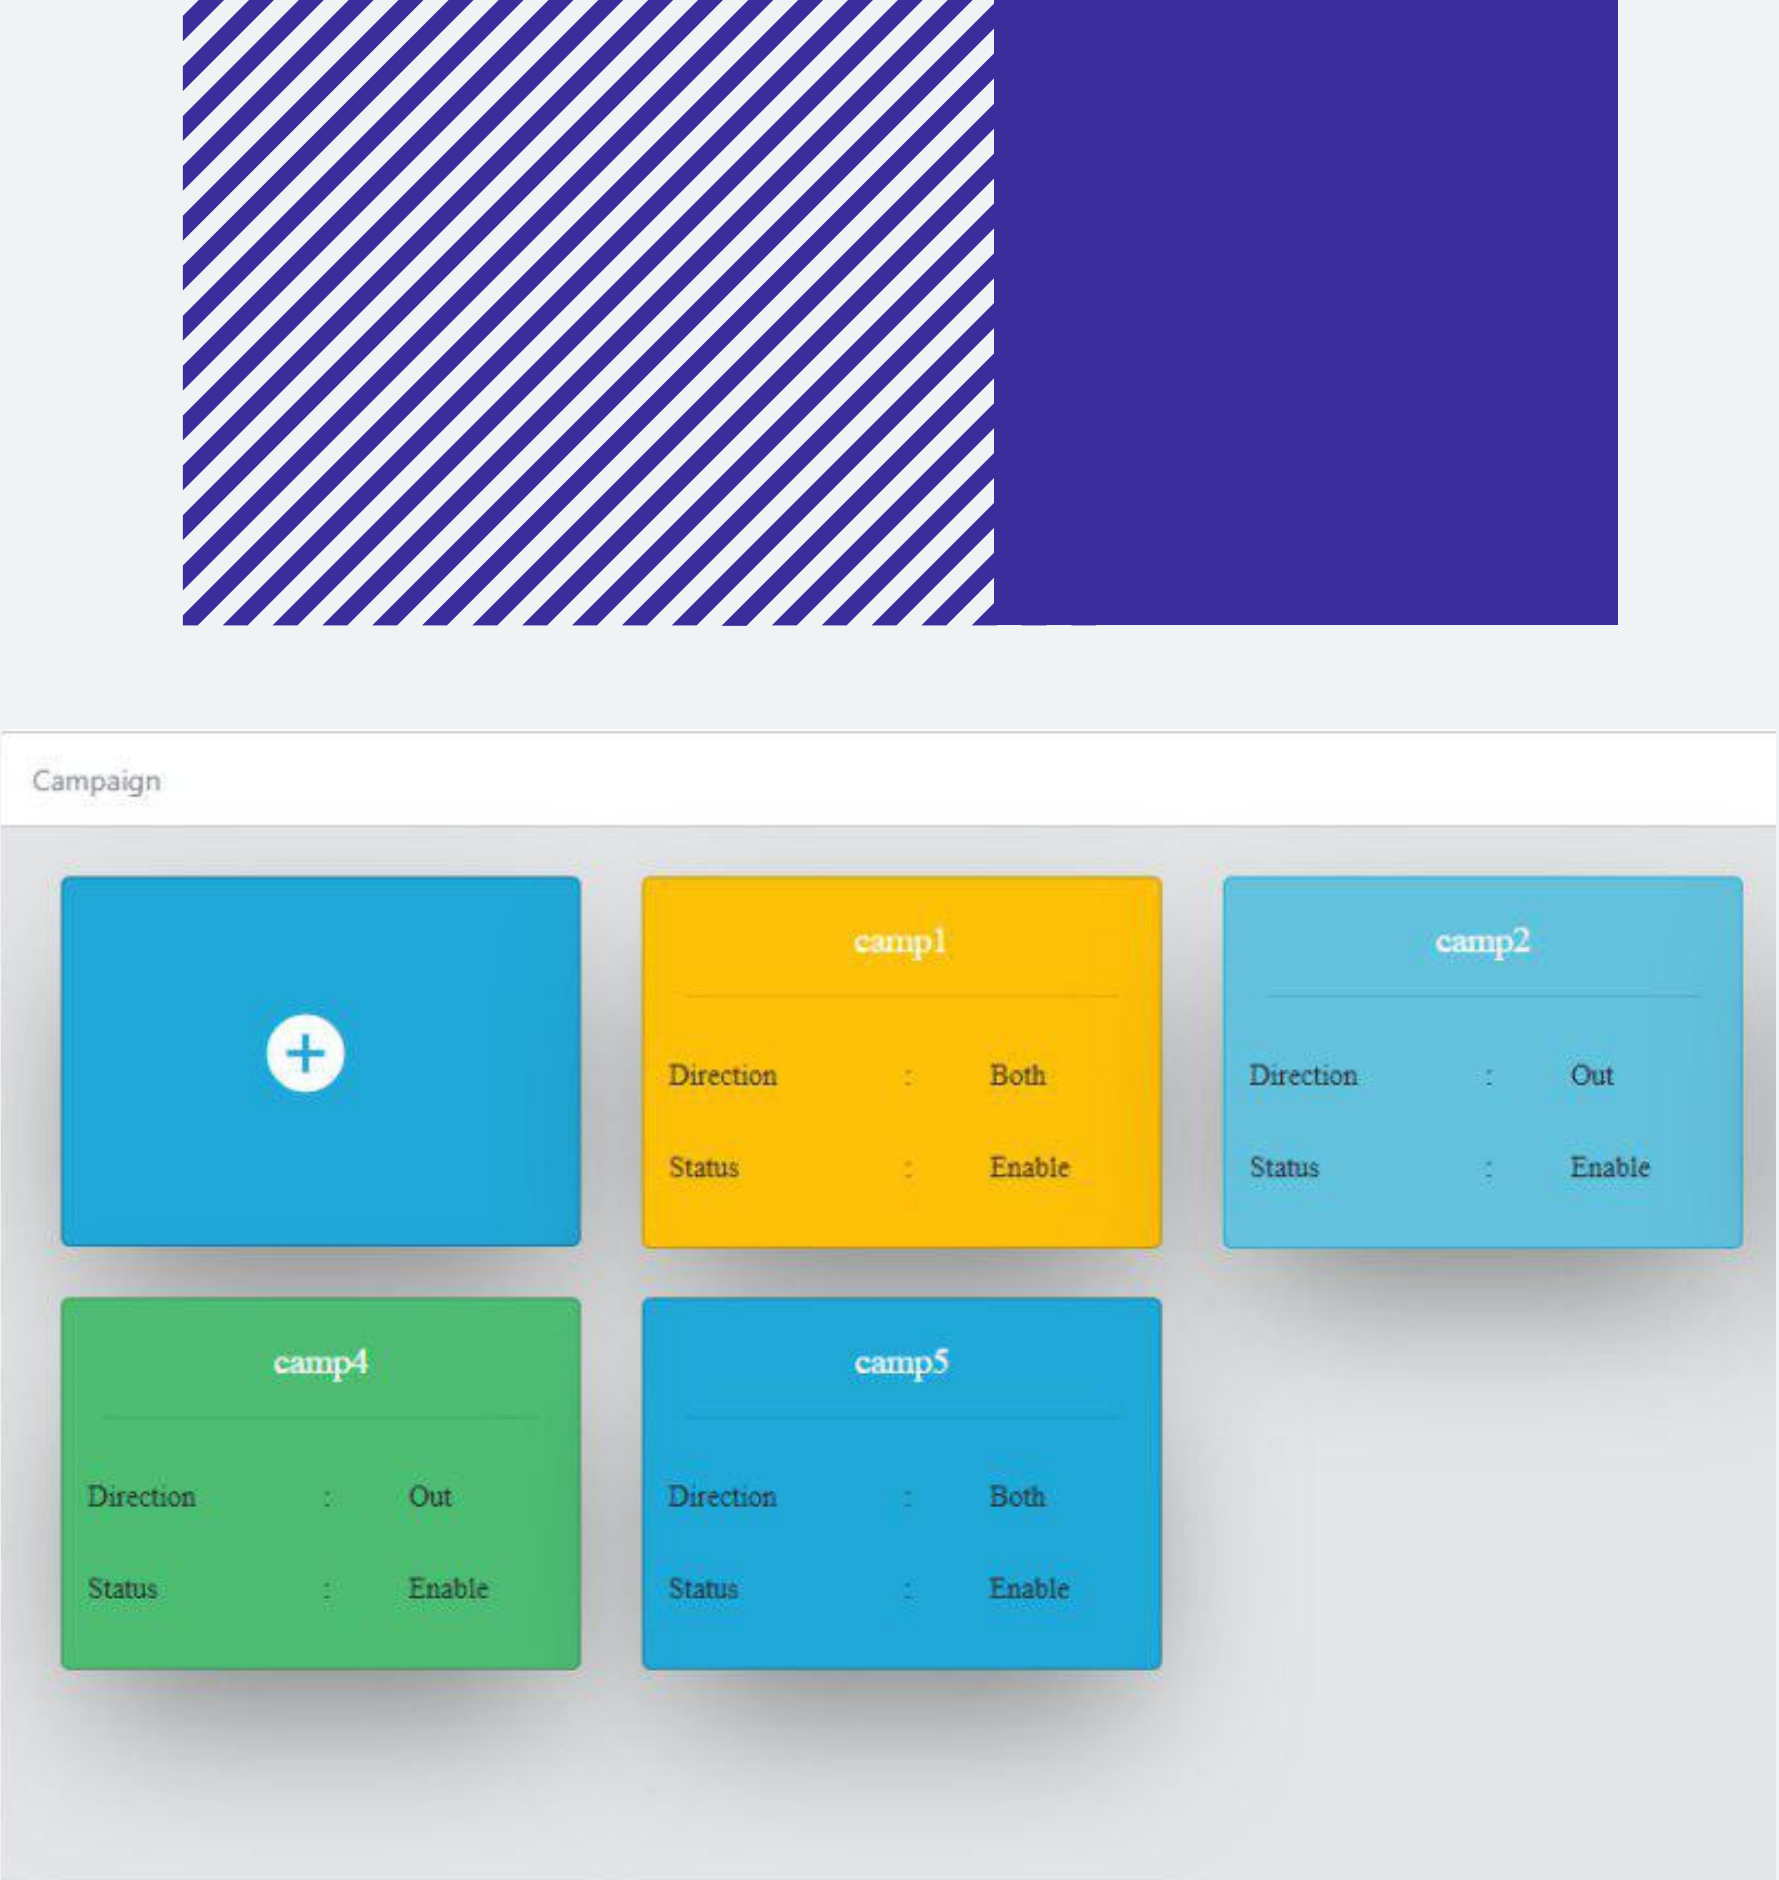 Campaign
camp1
Direction : Both
Status : Enable
camp2
Direction : Out
Status : Enable
camp4
Direction : Out
Status : Enable
camp5
Direction : Both
Status : Enable